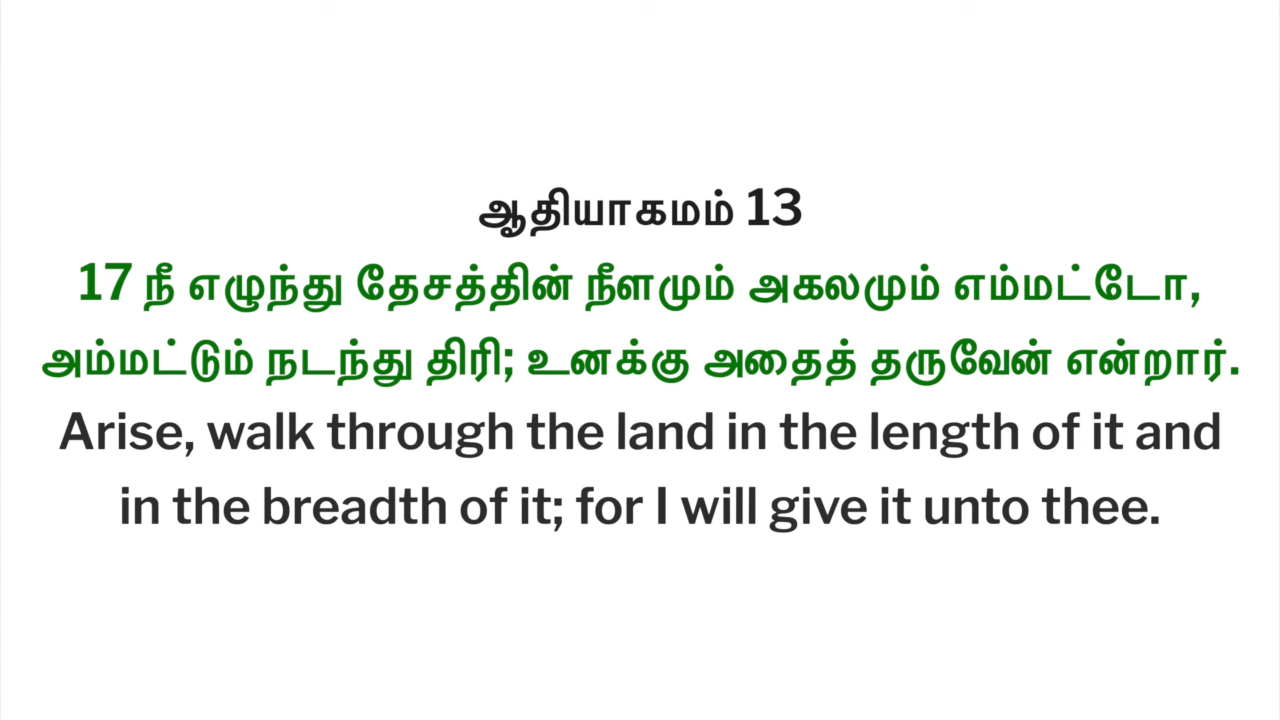 ஆதியாகமம் 13
17 நீ எழுந்து தேசத்தின் நீளமும் அகலமும் எம்மட்டோ,
அம்மட்டும் நடந்து திரி; உனக்கு அதைத் தருவேன் என்றார்.
Arise, walk through the land in the length of it and
in the breadth of it; for I will give it unto thee.